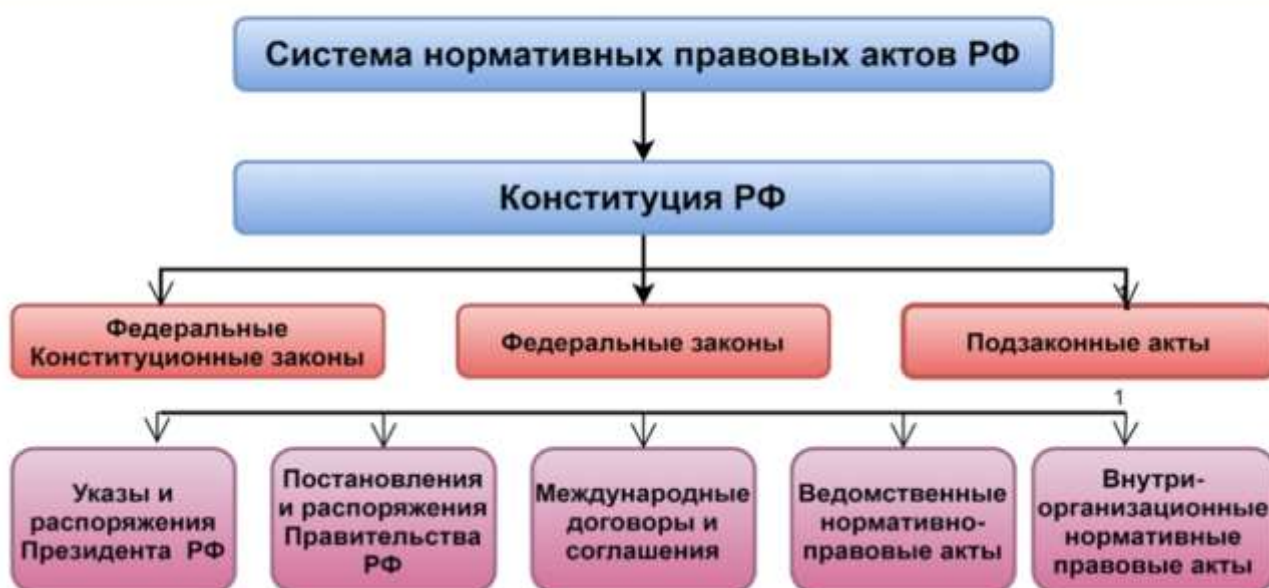 Система нормативных правовых актов РФ
Конституция РФ
Федеральные
Конституционные законы
Федеральные законы
Подзаконные акты
1
Указы и
распоряжения
Президента РФ
Постановления
и распоряжения
Правительства
РФ
Международные
договоры и
соглашения
Ведомственные
нормативно-
правовые акты
Внутри-
организационные
нормативные
правовые акты